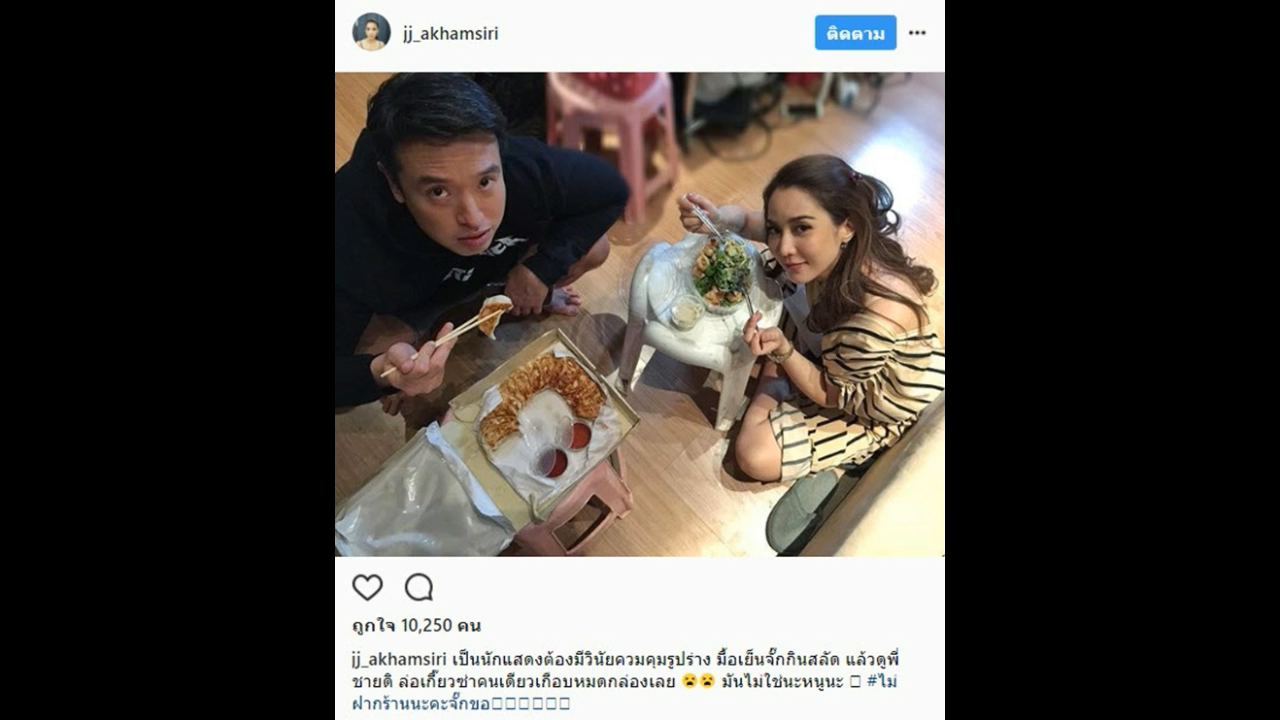 jj_akhamsiri
ติดตาม
ถูกใจ 10,250 คน
jj_akhamsiri เป็นนักแสดงต้องมีวินัยควมคุมรูปร่าง มื้อเย็นจั๊กกินสลัด แล้วดูพี่
ชายดิ ล่อเกี๊ยวซ่าคนเดียวเกือบหมดกล่องเลย 😫😫 มันไม่ใช่นะหนูนะ □ #ไม่
ฝากร้านนะคะจั๊กขอ□□□□□□